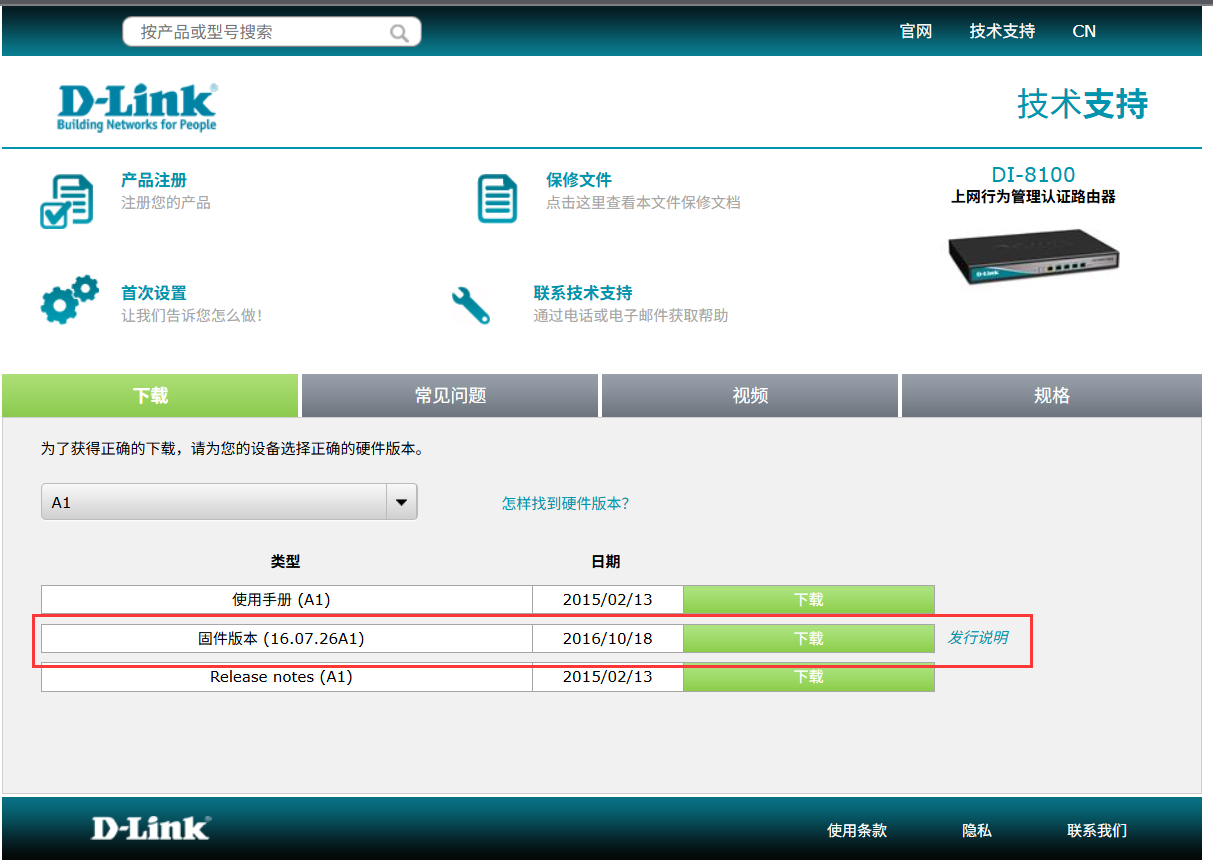 按产品或型号搜索
官网 技术支持 CN
D-Link
Building Networks for People
技术支持
产品注册
注册您的产品
保修文件
点击这里查看本文件保修文档
DI-8100
上网行为管理认证路由器
D-Link
首次设置
让我们告诉您怎么做!
联系技术支持
通过电话或电子邮件获取帮助
下载 常见问题 视频 规格
为了获得正确的下载，请为您的设备选择正确的硬件版本。
A1
怎样找到硬件版本?
类型 日期
使用手册 (A1) 2015/02/13 下载
固件版本 (16.07.26A1) 2016/10/18 下载 发行说明
Release notes (A1) 2015/02/13 下载
D-Link
使用条款 隐私 联系我们